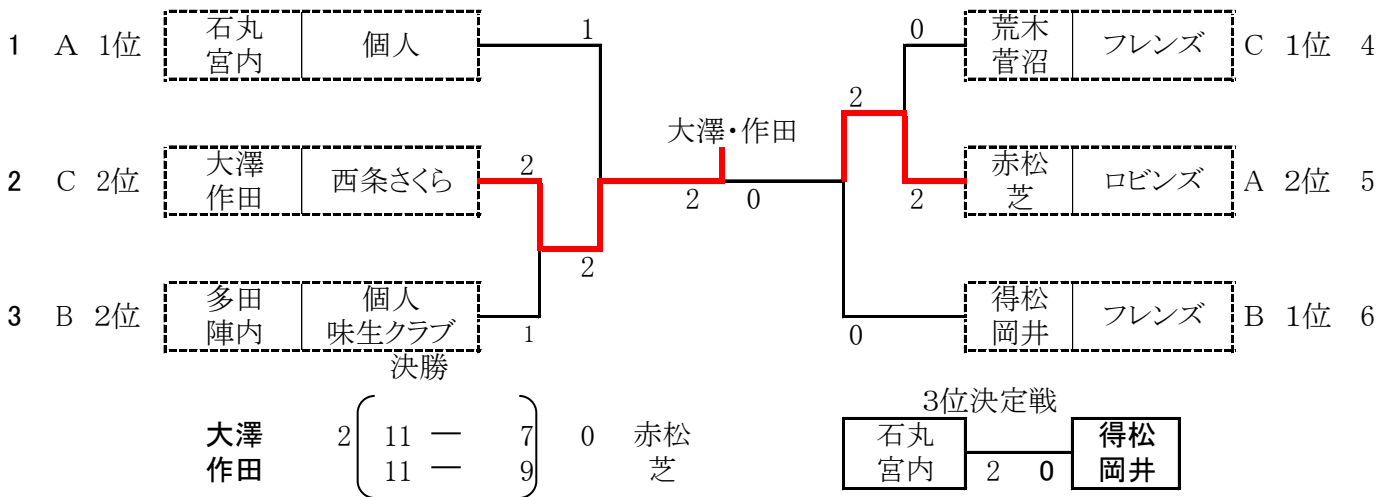 1 A 1位 石丸 宮内 個人 1
0 荒木 菅沼 フレンズ C 1位 4
2
大澤・作田
2 C 2位 大澤 作田 西条さくら 2
2 0
2 赤松 芝 ロビンズ A 2位 5
2
3 B 2位 多田 陣内 個人 味生クラブ 1
0 得松 岡井 フレンズ B 1位 6
決勝
大澤 作田 2 11 ― 7 0 赤松 芝
11 ― 9
3位決定戦
石丸 宮内 2 0 得松 岡井